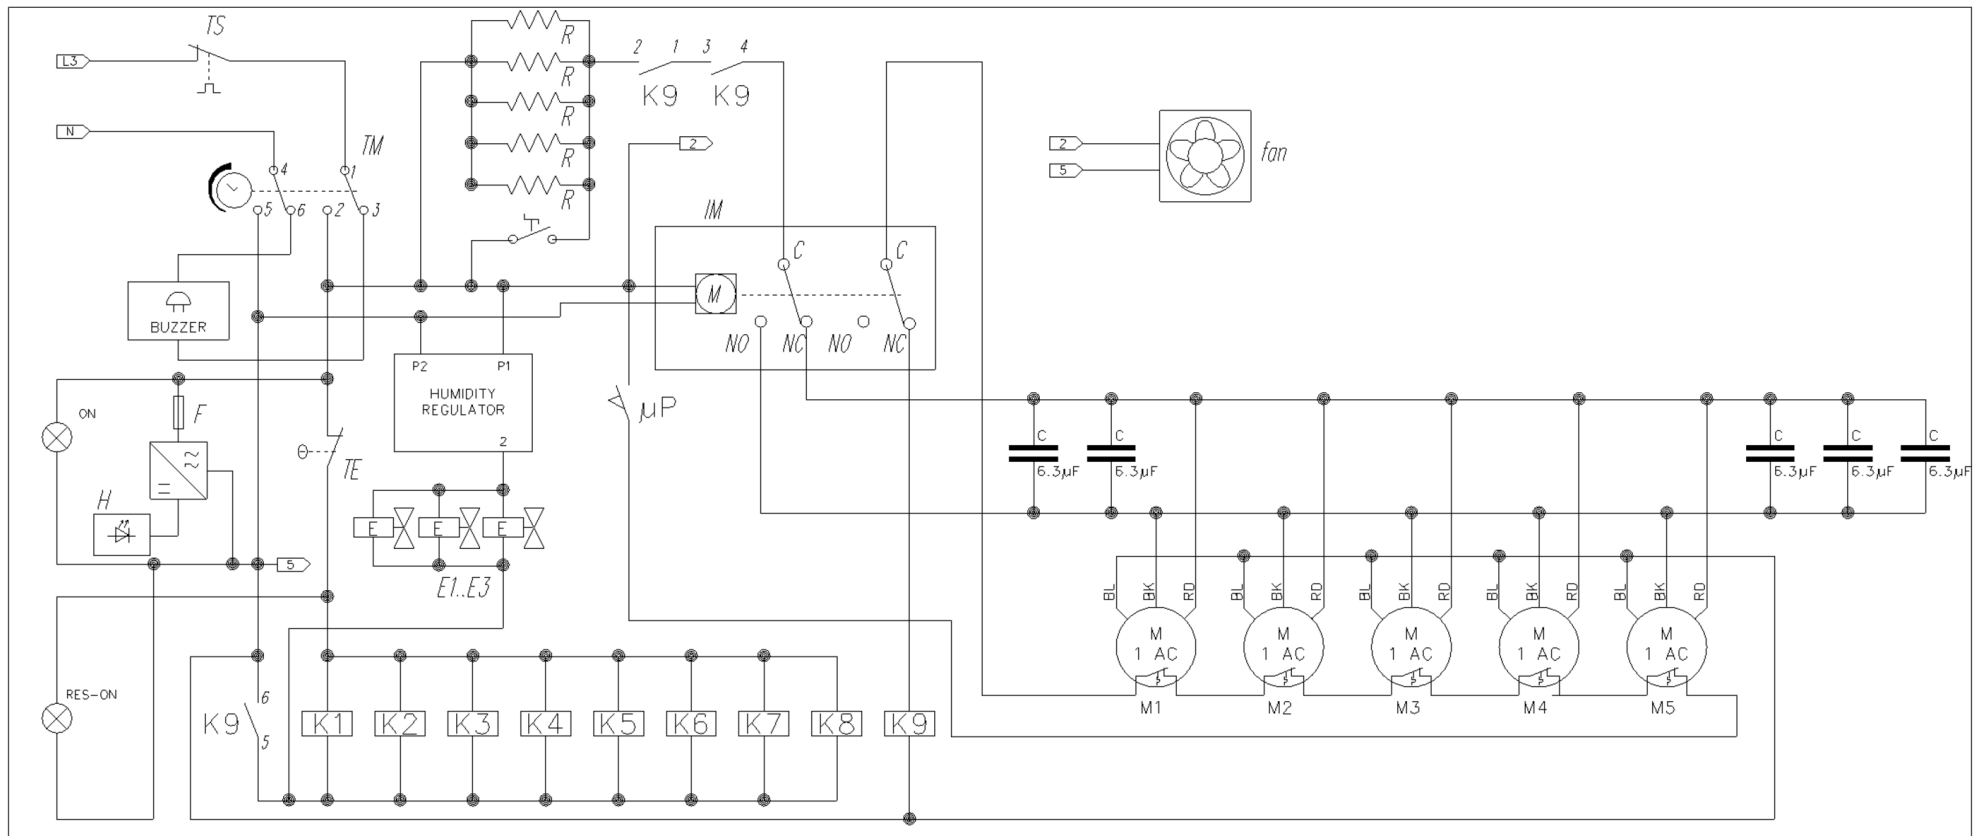 TS
L3
N
TM
4
1
5
6
2
3
R
R
R
R
R
2
1
3
4
K9
K9
2
2
5
fan
IM
C
C
M
NO
NC
NO
NC
BUZZER
P2
P1
HUMIDITY
REGULATOR
2
ON
F
TE
μP
H
5
E
E
E
E1..E3
C
6.3μF
C
6.3μF
C
6.3μF
C
6.3μF
C
6.3μF
BL
BK
RD
BL
BK
RD
BL
BK
RD
BL
BK
RD
BL
BK
RD
M
1 AC
M
1 AC
M
1 AC
M
1 AC
M
1 AC
M1
M2
M3
M4
M5
RES-ON
K9
6
5
K1
K2
K3
K4
K5
K6
K7
K8
K9